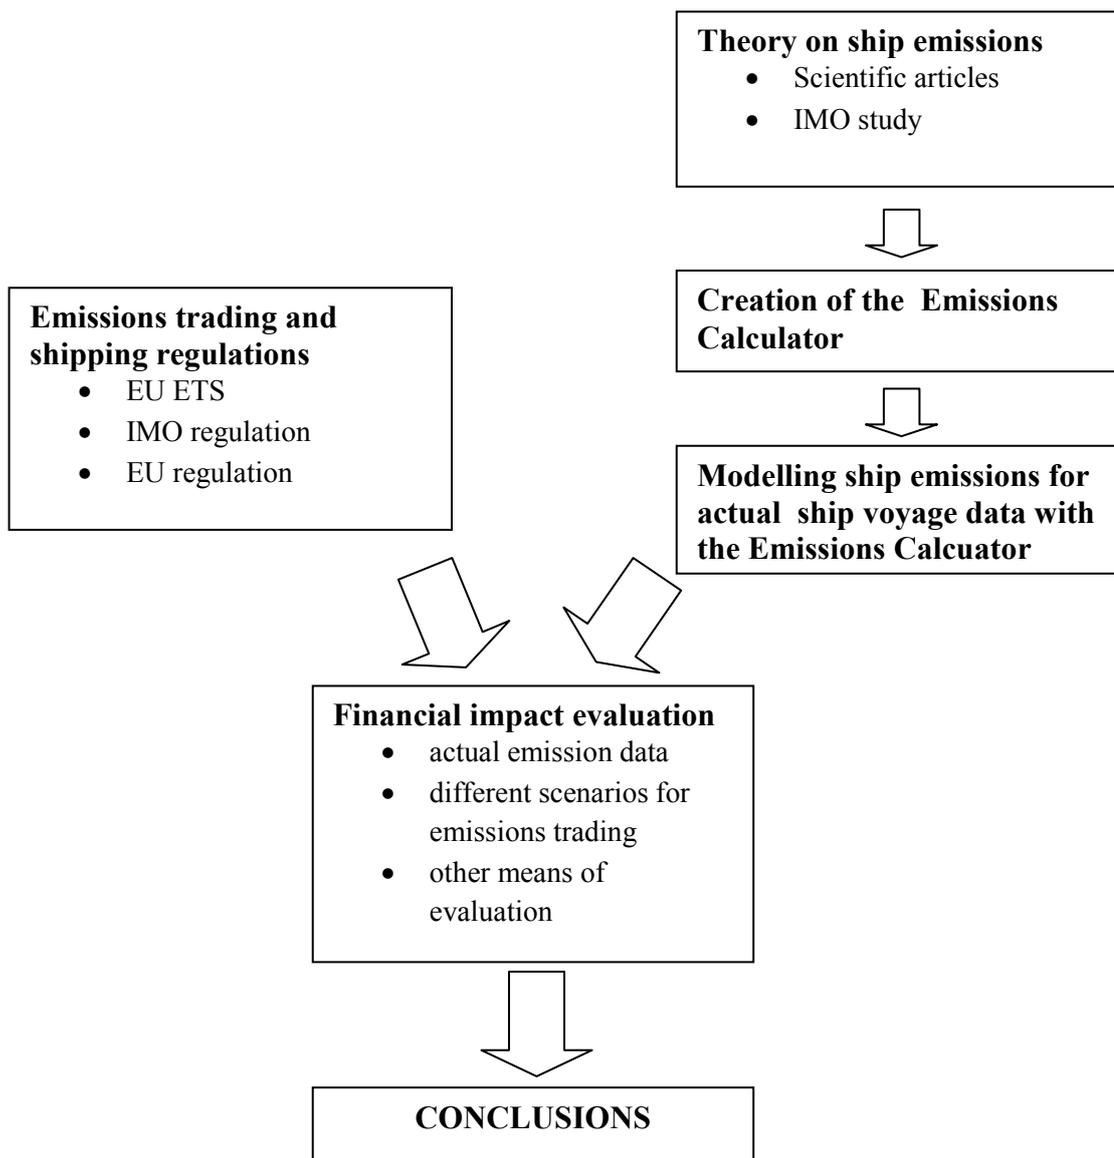 Theory on ship emissions
• Scientific articles
• IMO study
Creation of the Emissions
Calculator
Emissions trading and
shipping regulations
• EU ETS
• IMO regulation
• EU regulation
Modelling ship emissions for
actual ship voyage data with
the Emissions Calcuator
Financial impact evaluation
• actual emission data
• different scenarios for
emissions trading
• other means of
evaluation
CONCLUSIONS